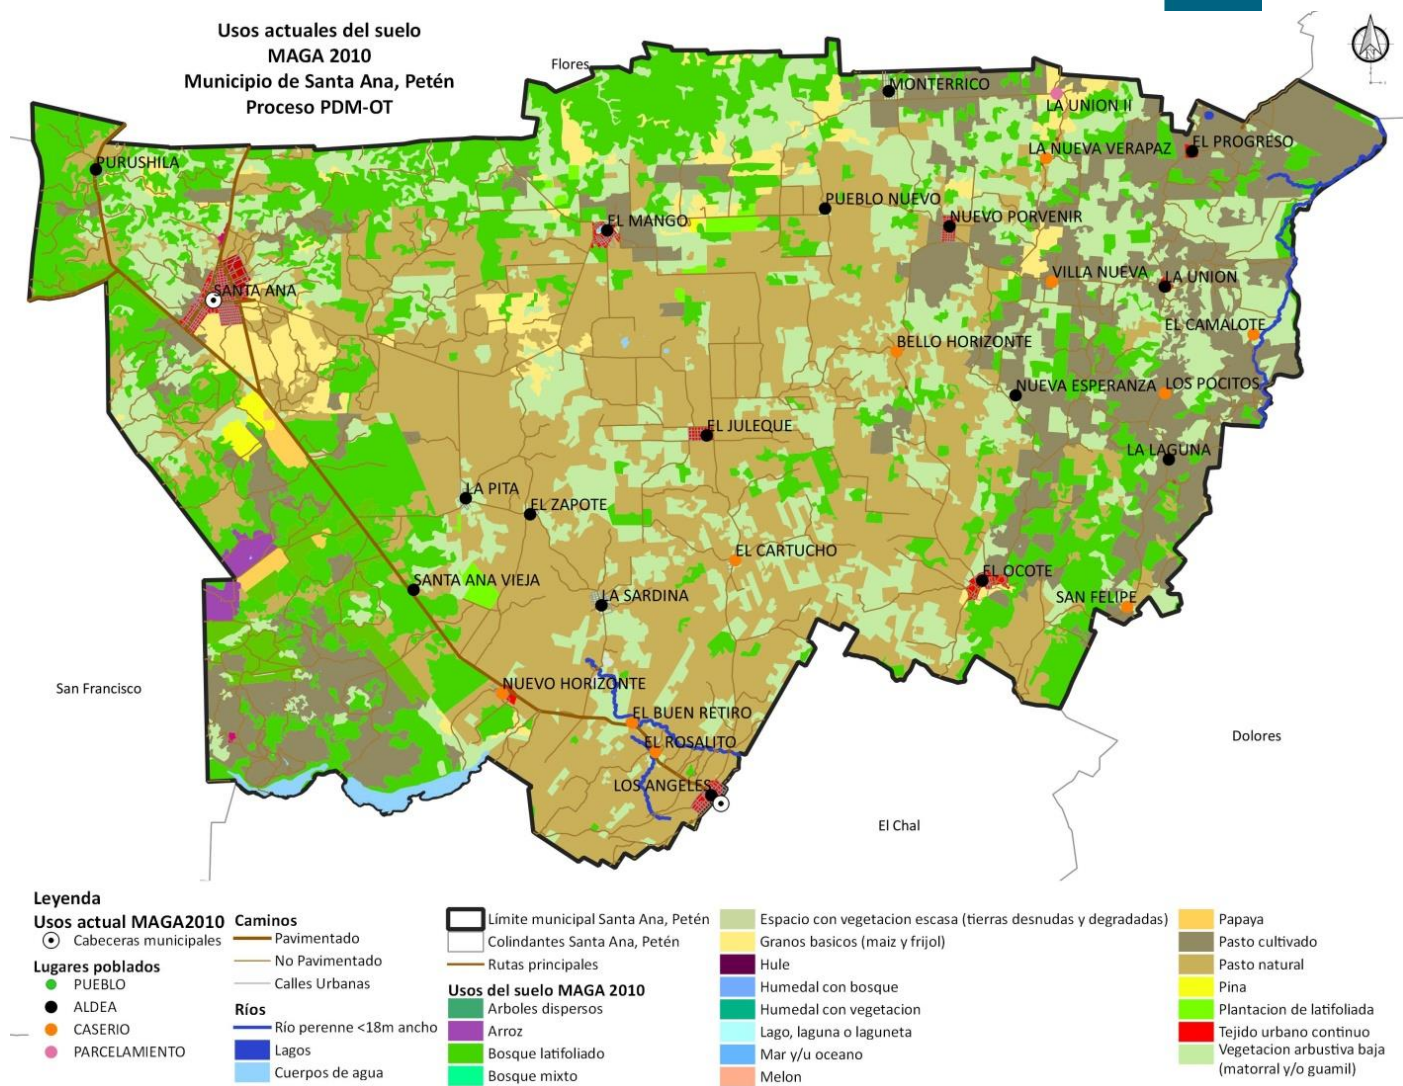 Usos actuales del suelo
MAGA 2010
Municipio de Santa Ana, Petén
Proceso PDM-OT
Flores
MONTERRICO
LA UNION II
PURUSHILA
LA NUEVA VERAPAZ
EL PROGRESO
PUEBLO NUEVO
EL MANGO
NUEVO PORVENIR
SANTA ANA
VILLA NUEVA
LA UNION
EL CAMALOTE
BELLO HORIZONTE
NUEVA ESPERANZA
LOS POCITOS
EL JULEQUE
LA LAGUNA
LA PITA
EL ZAPOTE
EL CARTUCHO
SANTA ANA VIEJA
EL OCOTE
LA SARDINA
SAN FELIPE
San Francisco
NUEVO HORIZONTE
EL BUEN RETIRO
Dolores
EL ROSALITO
LOS ANGELES
El Chal
Leyenda
Usos actual MAGA2010
Cabeceras municipales
Lugares poblados
PUEBLO
ALDEA
CASERIO
PARCELAMIENTO
Caminos
Pavimentado
No Pavimentado
Calles Urbanas
Ríos
Río perenne <18m ancho
Lagos
Cuerpos de agua
Límite municipal Santa Ana, Petén
Colindantes Santa Ana, Petén
Rutas principales
Usos del suelo MAGA 2010
Arboles dispersos
Arroz
Bosque latifoliado
Bosque mixto
Espacio con vegetacion escasa (tierras desnudas y degradadas)
Granos basicos (maiz y frijol)
Hule
Humedal con bosque
Humedal con vegetacion
Lago, laguna o laguneta
Mar y/u oceano
Melon
Papaya
Pasto cultivado
Pasto natural
Pina
Plantacion de latifoliada
Tejido urbano continuo
Vegetacion arbustiva baja
(matorral y/o guamil)